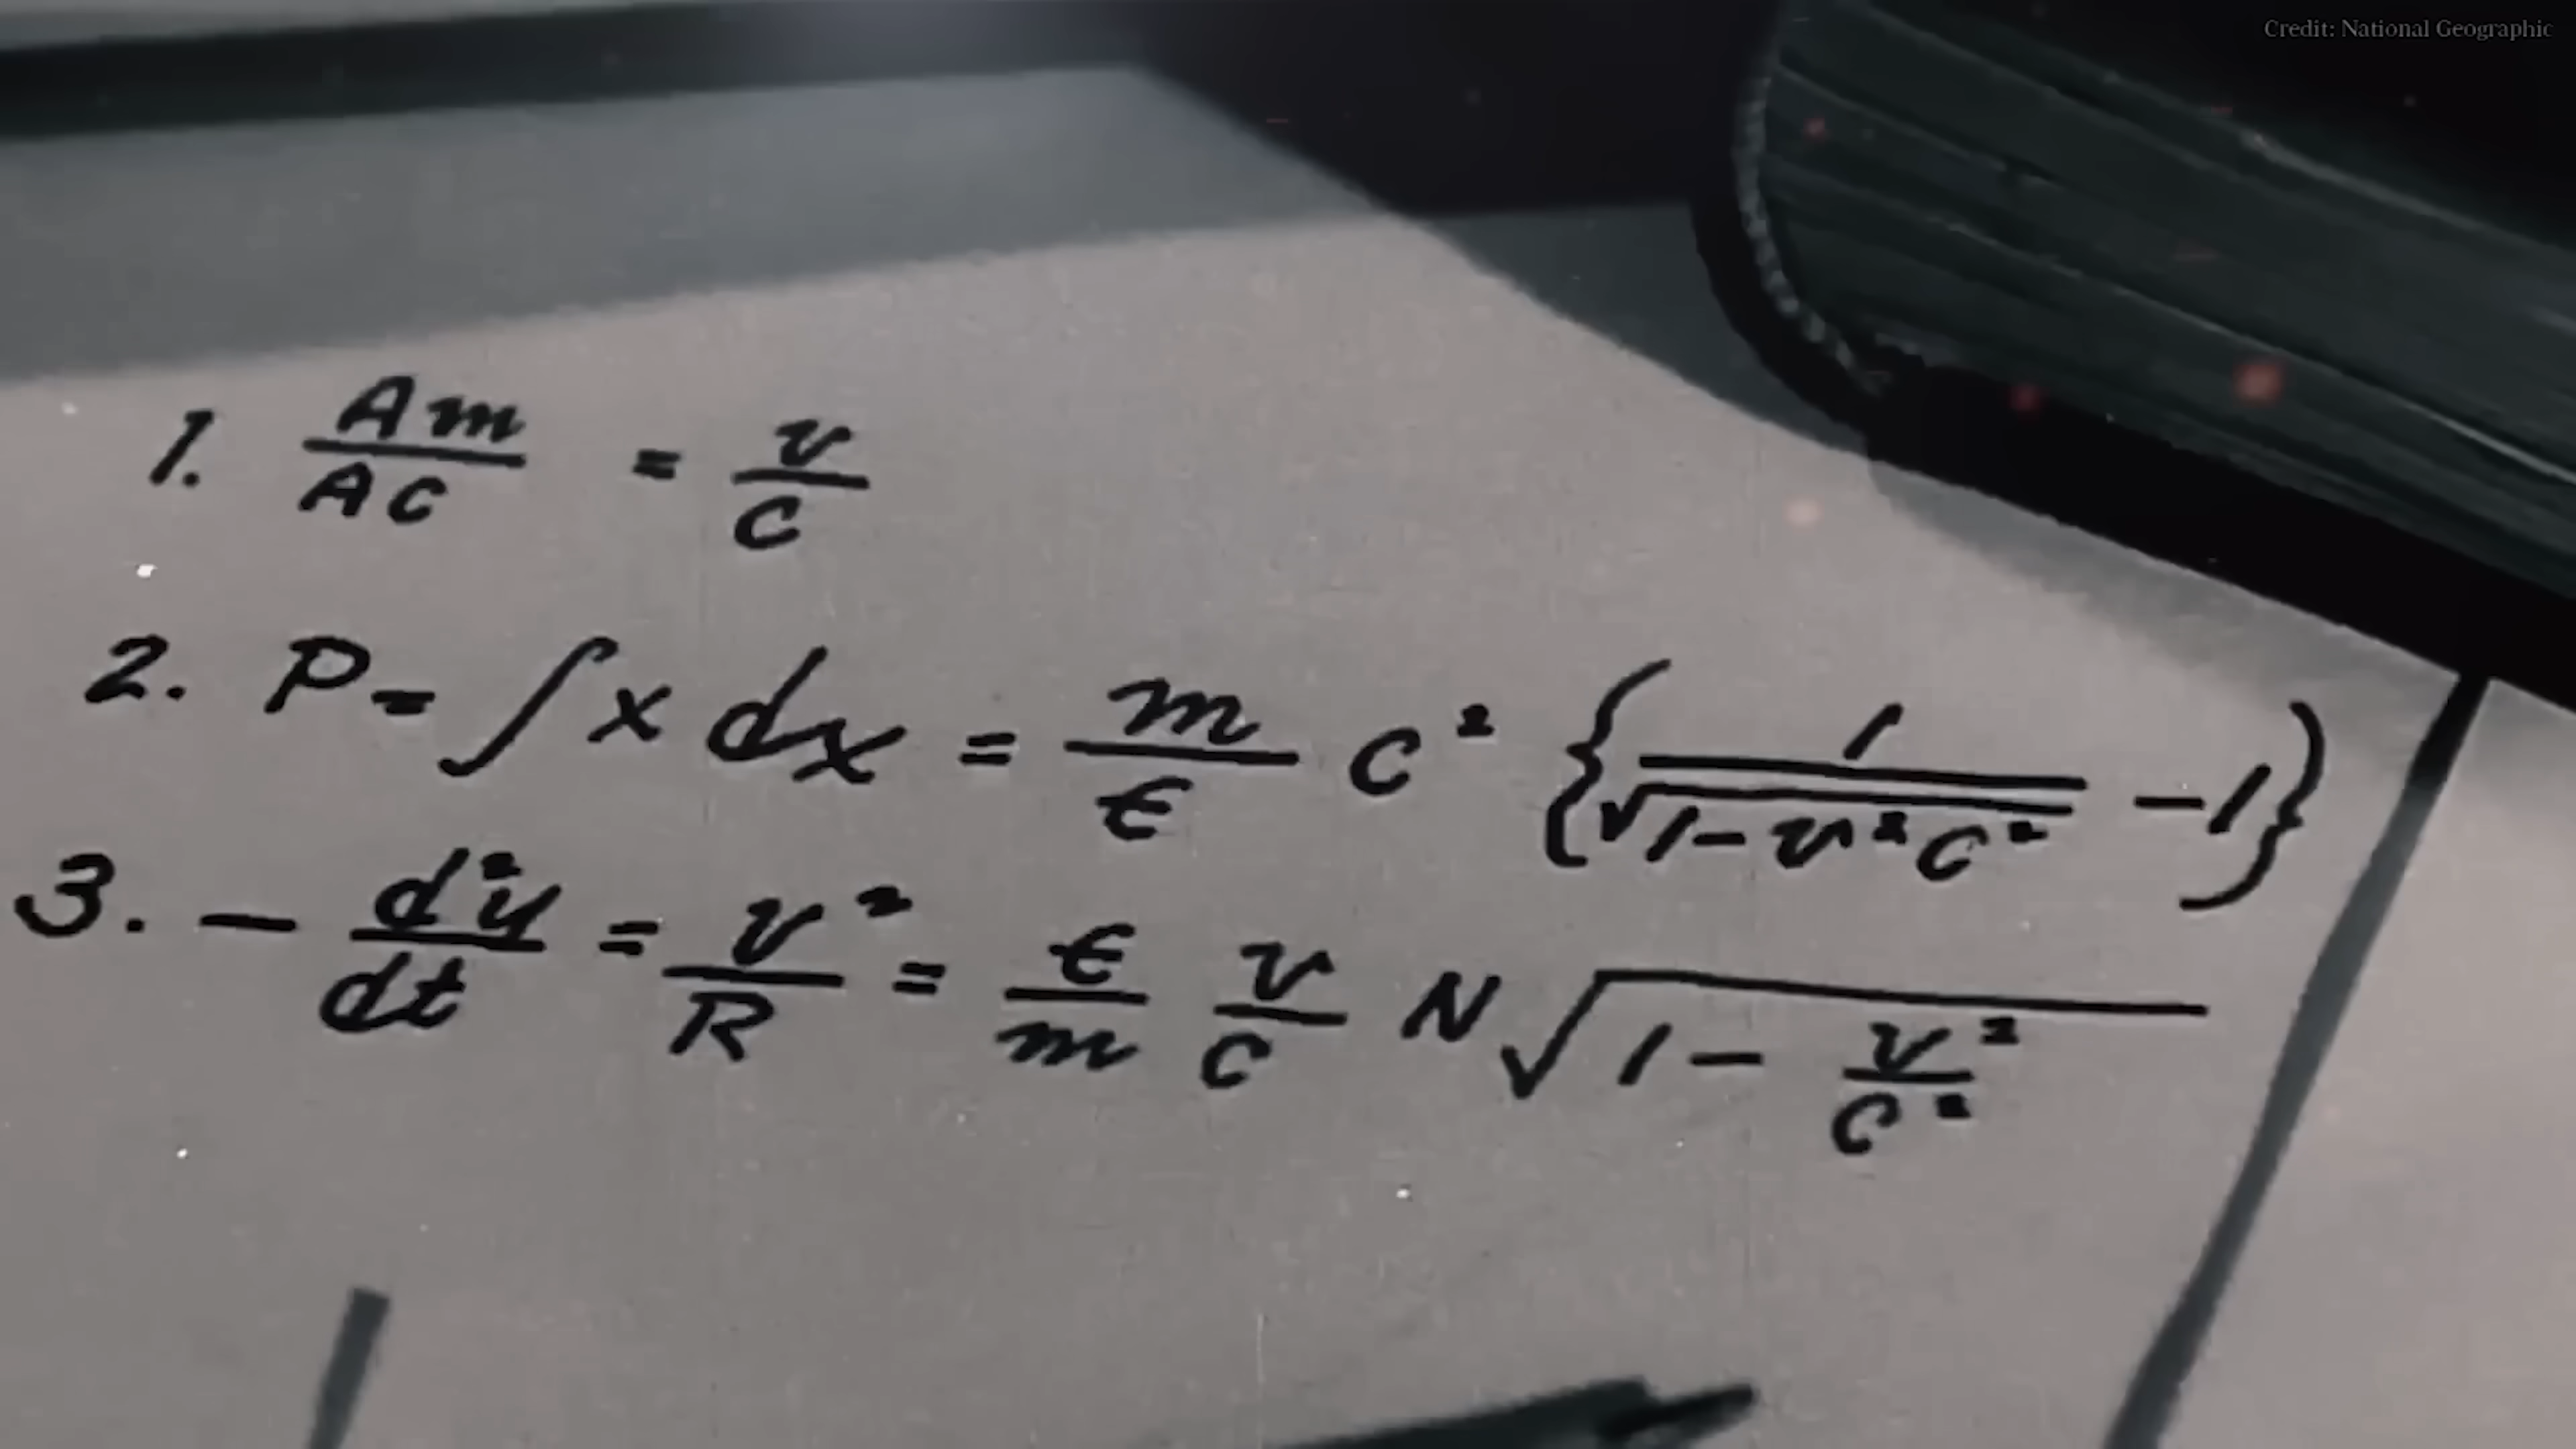 Credit: National Geographic
1. Am/AC = v/C
2. P = ∫x dx = m/ϵ C² {1/√(1-v²C²) -1}
3. - d²y/dt = v²/R = ϵ/m v/C N√(1 - v²/C²)